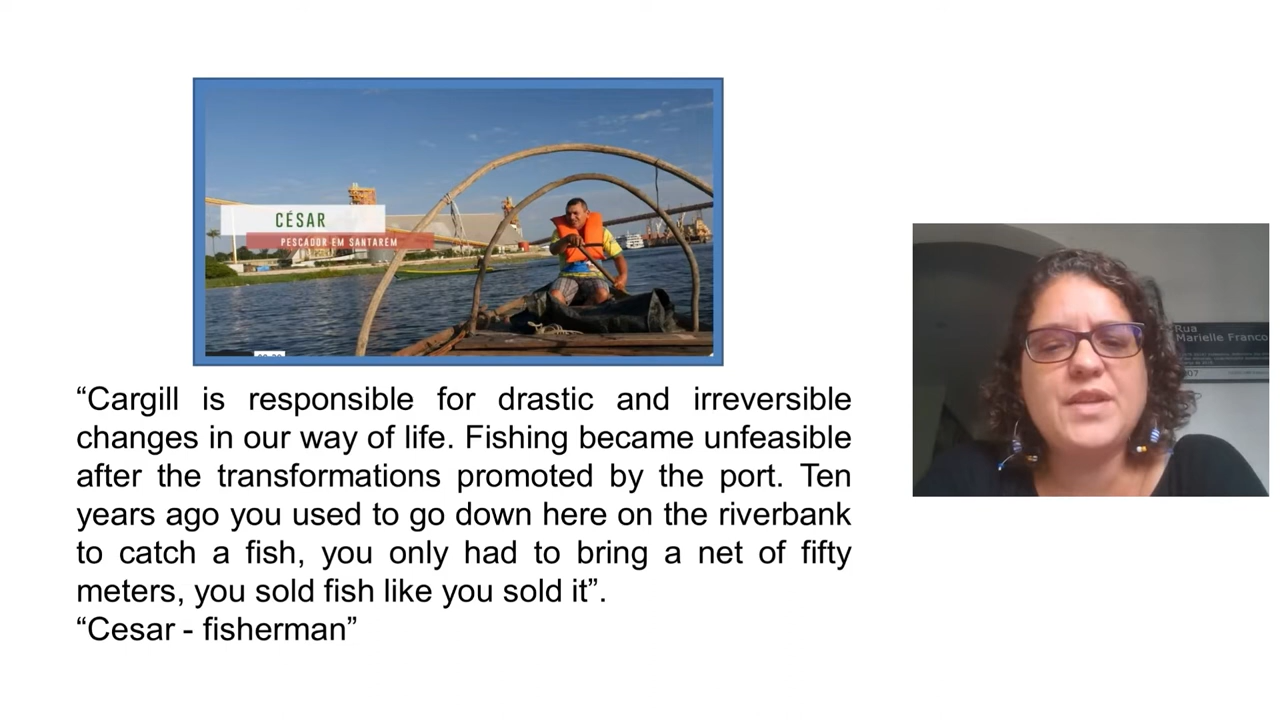 CÉSAR
PESCADOR EM SANTARÉM
“Cargill is responsible for drastic and irreversible
changes in our way of life. Fishing became unfeasible
after the transformations promoted by the port. Ten
years ago you used to go down here on the riverbank
to catch a fish, you only had to bring a net of fifty
meters, you sold fish like you sold it”.
“Cesar - fisherman”
Rua
Marielle Franco